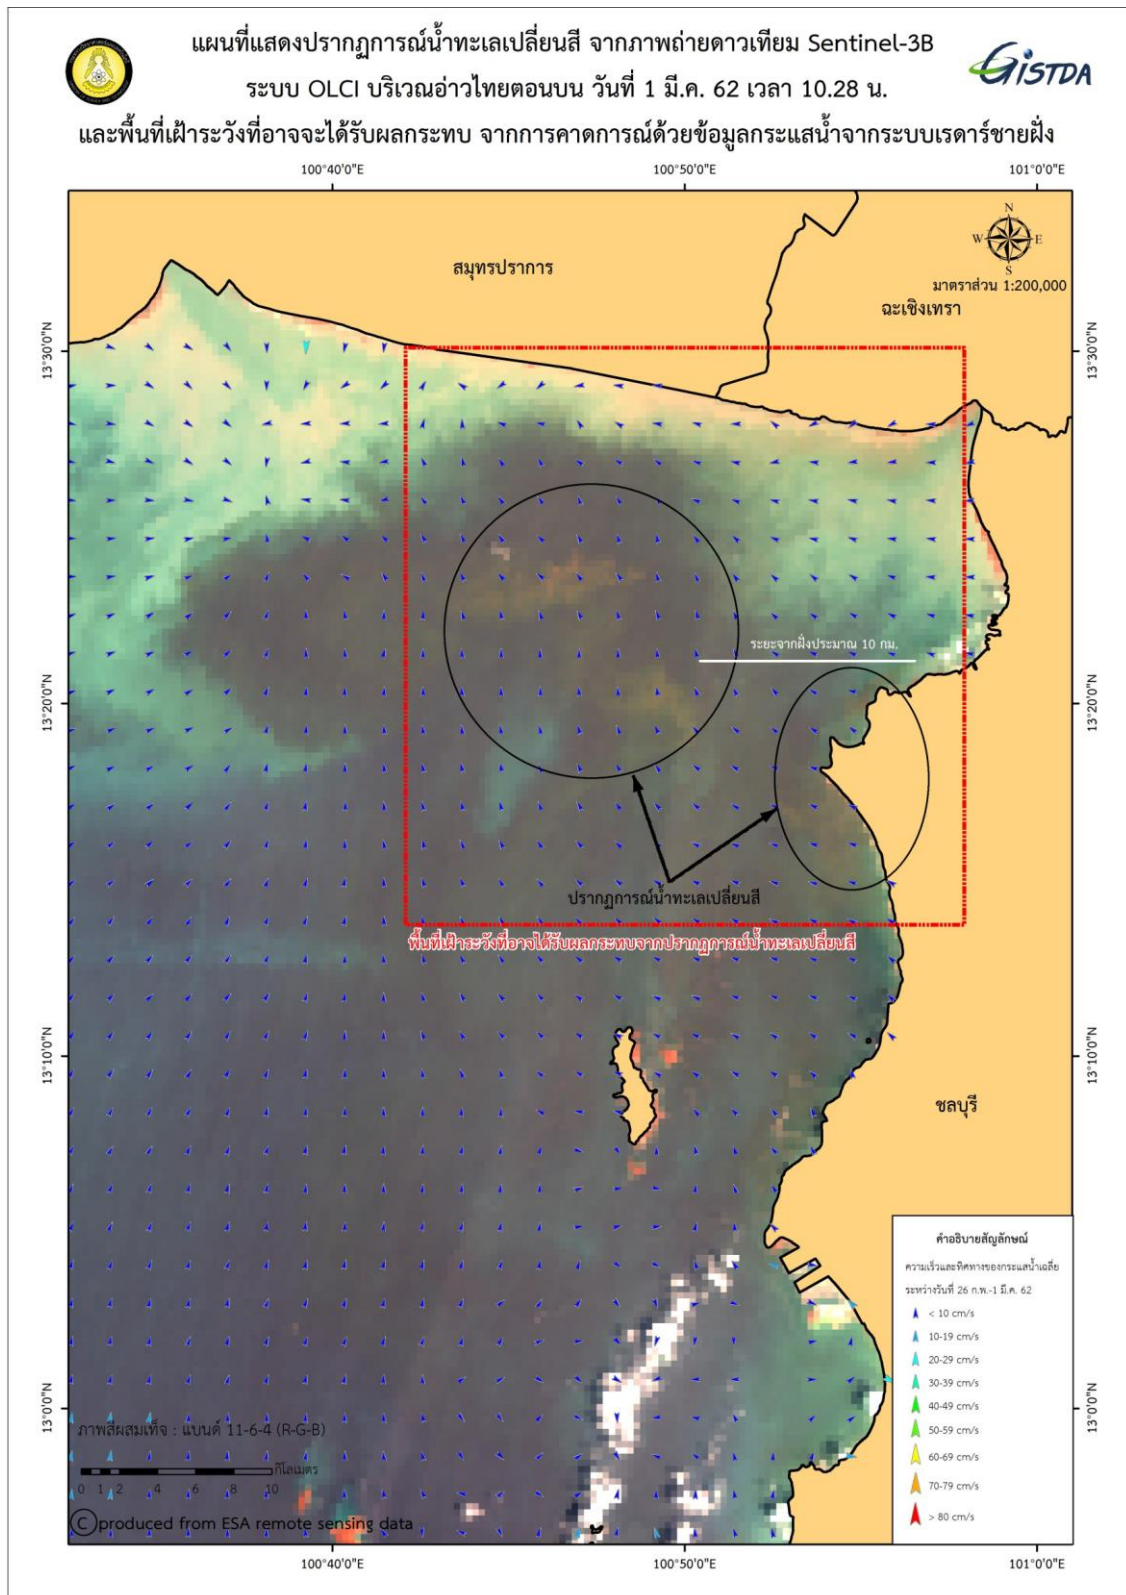 แผนที่แสดงปรากฏการณ์น้ำทะเลเปลี่ยนสี จากภาพถ่ายดาวเทียม Sentinel-3B
GISTDA
ระบบ OLCI บริเวณอ่าวไทยตอนบน วันที่ 1 มี.ค. 62 เวลา 10.28 น.
และพื้นที่เฝ้าระวังที่อาจจะได้รับผลกระทบ จากการคาดการณ์ด้วยข้อมูลกระแสน้ำจากระบบเรดาร์ชายฝั่ง
100°40'0"E 100°50'0"E 101°0'0"E
N
W E
S
สมุทรปราการ
มาตราส่วน 1:200,000
ฉะเชิงเทรา
13°30'0"N 13°30'0"N
ระยะจากฝั่งประมาณ 10 กม.
13°20'0"N 13°20'0"N
ปรากฏการณ์น้ำทะเลเปลี่ยนสี
พื้นที่เฝ้าระวังที่อาจได้รับผลกระทบจากปรากฏการณ์น้ำทะเลเปลี่ยนสี
13°10'0"N 13°10'0"N
ชลบุรี
คำอธิบายสัญลักษณ์
ความเร็วและทิศทางของกระแสน้ำเฉลี่ย
ระหว่างวันที่ 26 ก.พ.-1 มี.ค. 62
< 10 cm/s
10-19 cm/s
20-29 cm/s
30-39 cm/s
40-49 cm/s
50-59 cm/s
60-69 cm/s
70-79 cm/s
> 80 cm/s
13°0'0"N 13°0'0"N
ภาพสีผสมเท็จ : แบนด์ 11-6-4 (R-G-B)
กิโลเมตร
0 1 2 4 6 8 10
C produced from ESA remote sensing data
100°40'0"E 100°50'0"E 101°0'0"E